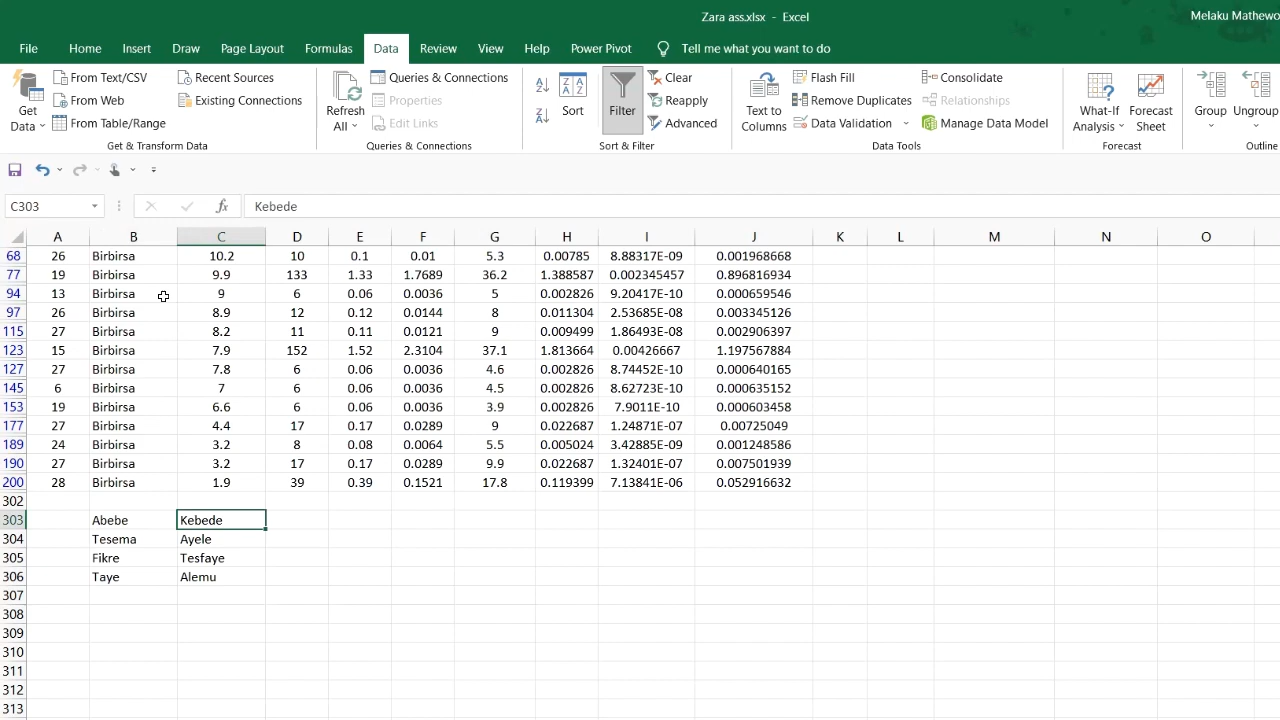 Zara ass.xlsx - Excel
Melaku Mathewo
File Home Insert Draw Page Layout Formulas Data Review View Help Power Pivot Tell me what you want to do
Get Data
From Text/CSV
From Web
From Table/Range
Recent Sources
Existing Connections
Get & Transform Data
Refresh All
Queries & Connections
Properties
Edit Links
Queries & Connections
Sort
Filter
Clear
Reapply
Advanced
Sort & Filter
Text to Columns
Flash Fill
Remove Duplicates
Data Validation
Consolidate
Relationships
Manage Data Model
Data Tools
What-If Analysis
Forecast Sheet
Forecast
Group
Ungroup
Outline
C303 fx Kebede
A B C D E F G H I J K L M N O
68 26 Birbirsa 10.2 10 0.1 0.01 5.3 0.00785 8.88317E-09 0.001968668
77 19 Birbirsa 9.9 133 1.33 1.7689 36.2 1.388587 0.002345457 0.896816934
94 13 Birbirsa 9 6 0.06 0.0036 5 0.002826 9.20417E-10 0.000659546
97 26 Birbirsa 8.9 12 0.12 0.0144 8 0.011304 2.53685E-08 0.003345126
115 27 Birbirsa 8.2 11 0.11 0.0121 9 0.009499 1.86493E-08 0.002906397
123 15 Birbirsa 7.9 152 1.52 2.3104 37.1 1.813664 0.00426667 1.197567884
127 27 Birbirsa 7.8 6 0.06 0.0036 4.6 0.002826 8.74452E-10 0.000640165
145 6 Birbirsa 7 6 0.06 0.0036 4.5 0.002826 8.62723E-10 0.000635152
153 19 Birbirsa 6.6 6 0.06 0.0036 3.9 0.002826 7.9011E-10 0.000603458
177 27 Birbirsa 4.4 17 0.17 0.0289 9 0.022687 1.24871E-07 0.00725049
189 24 Birbirsa 3.2 8 0.08 0.0064 5.5 0.005024 3.42885E-09 0.001248586
190 27 Birbirsa 3.2 17 0.17 0.0289 9.9 0.022687 1.32401E-07 0.007501939
200 28 Birbirsa 1.9 39 0.39 0.1521 17.8 0.119399 7.13841E-06 0.052916632
302
303 Abebe Kebede
304 Tesema Ayele
305 Fikre Tesfaye
306 Taye Alemu
307
308
309
310
311
312
313